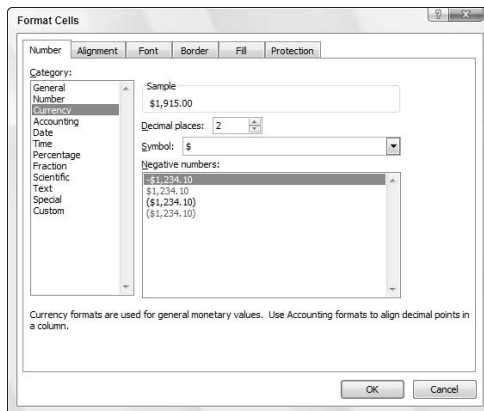 Format Cells
Number Alignment Font Border Fill Protection
Category:
General
Number
Currency
Accounting
Date
Time
Percentage
Fraction
Scientific
Text
Special
Custom
Sample
$1,915.00
Decimal places: 2
Symbol: $
Negative numbers:
-$1,234.10
$1,234.10
($1,234.10)
($1,234.10)
Currency formats are used for general monetary values. Use Accounting formats to align decimal points in
a column.
OK Cancel